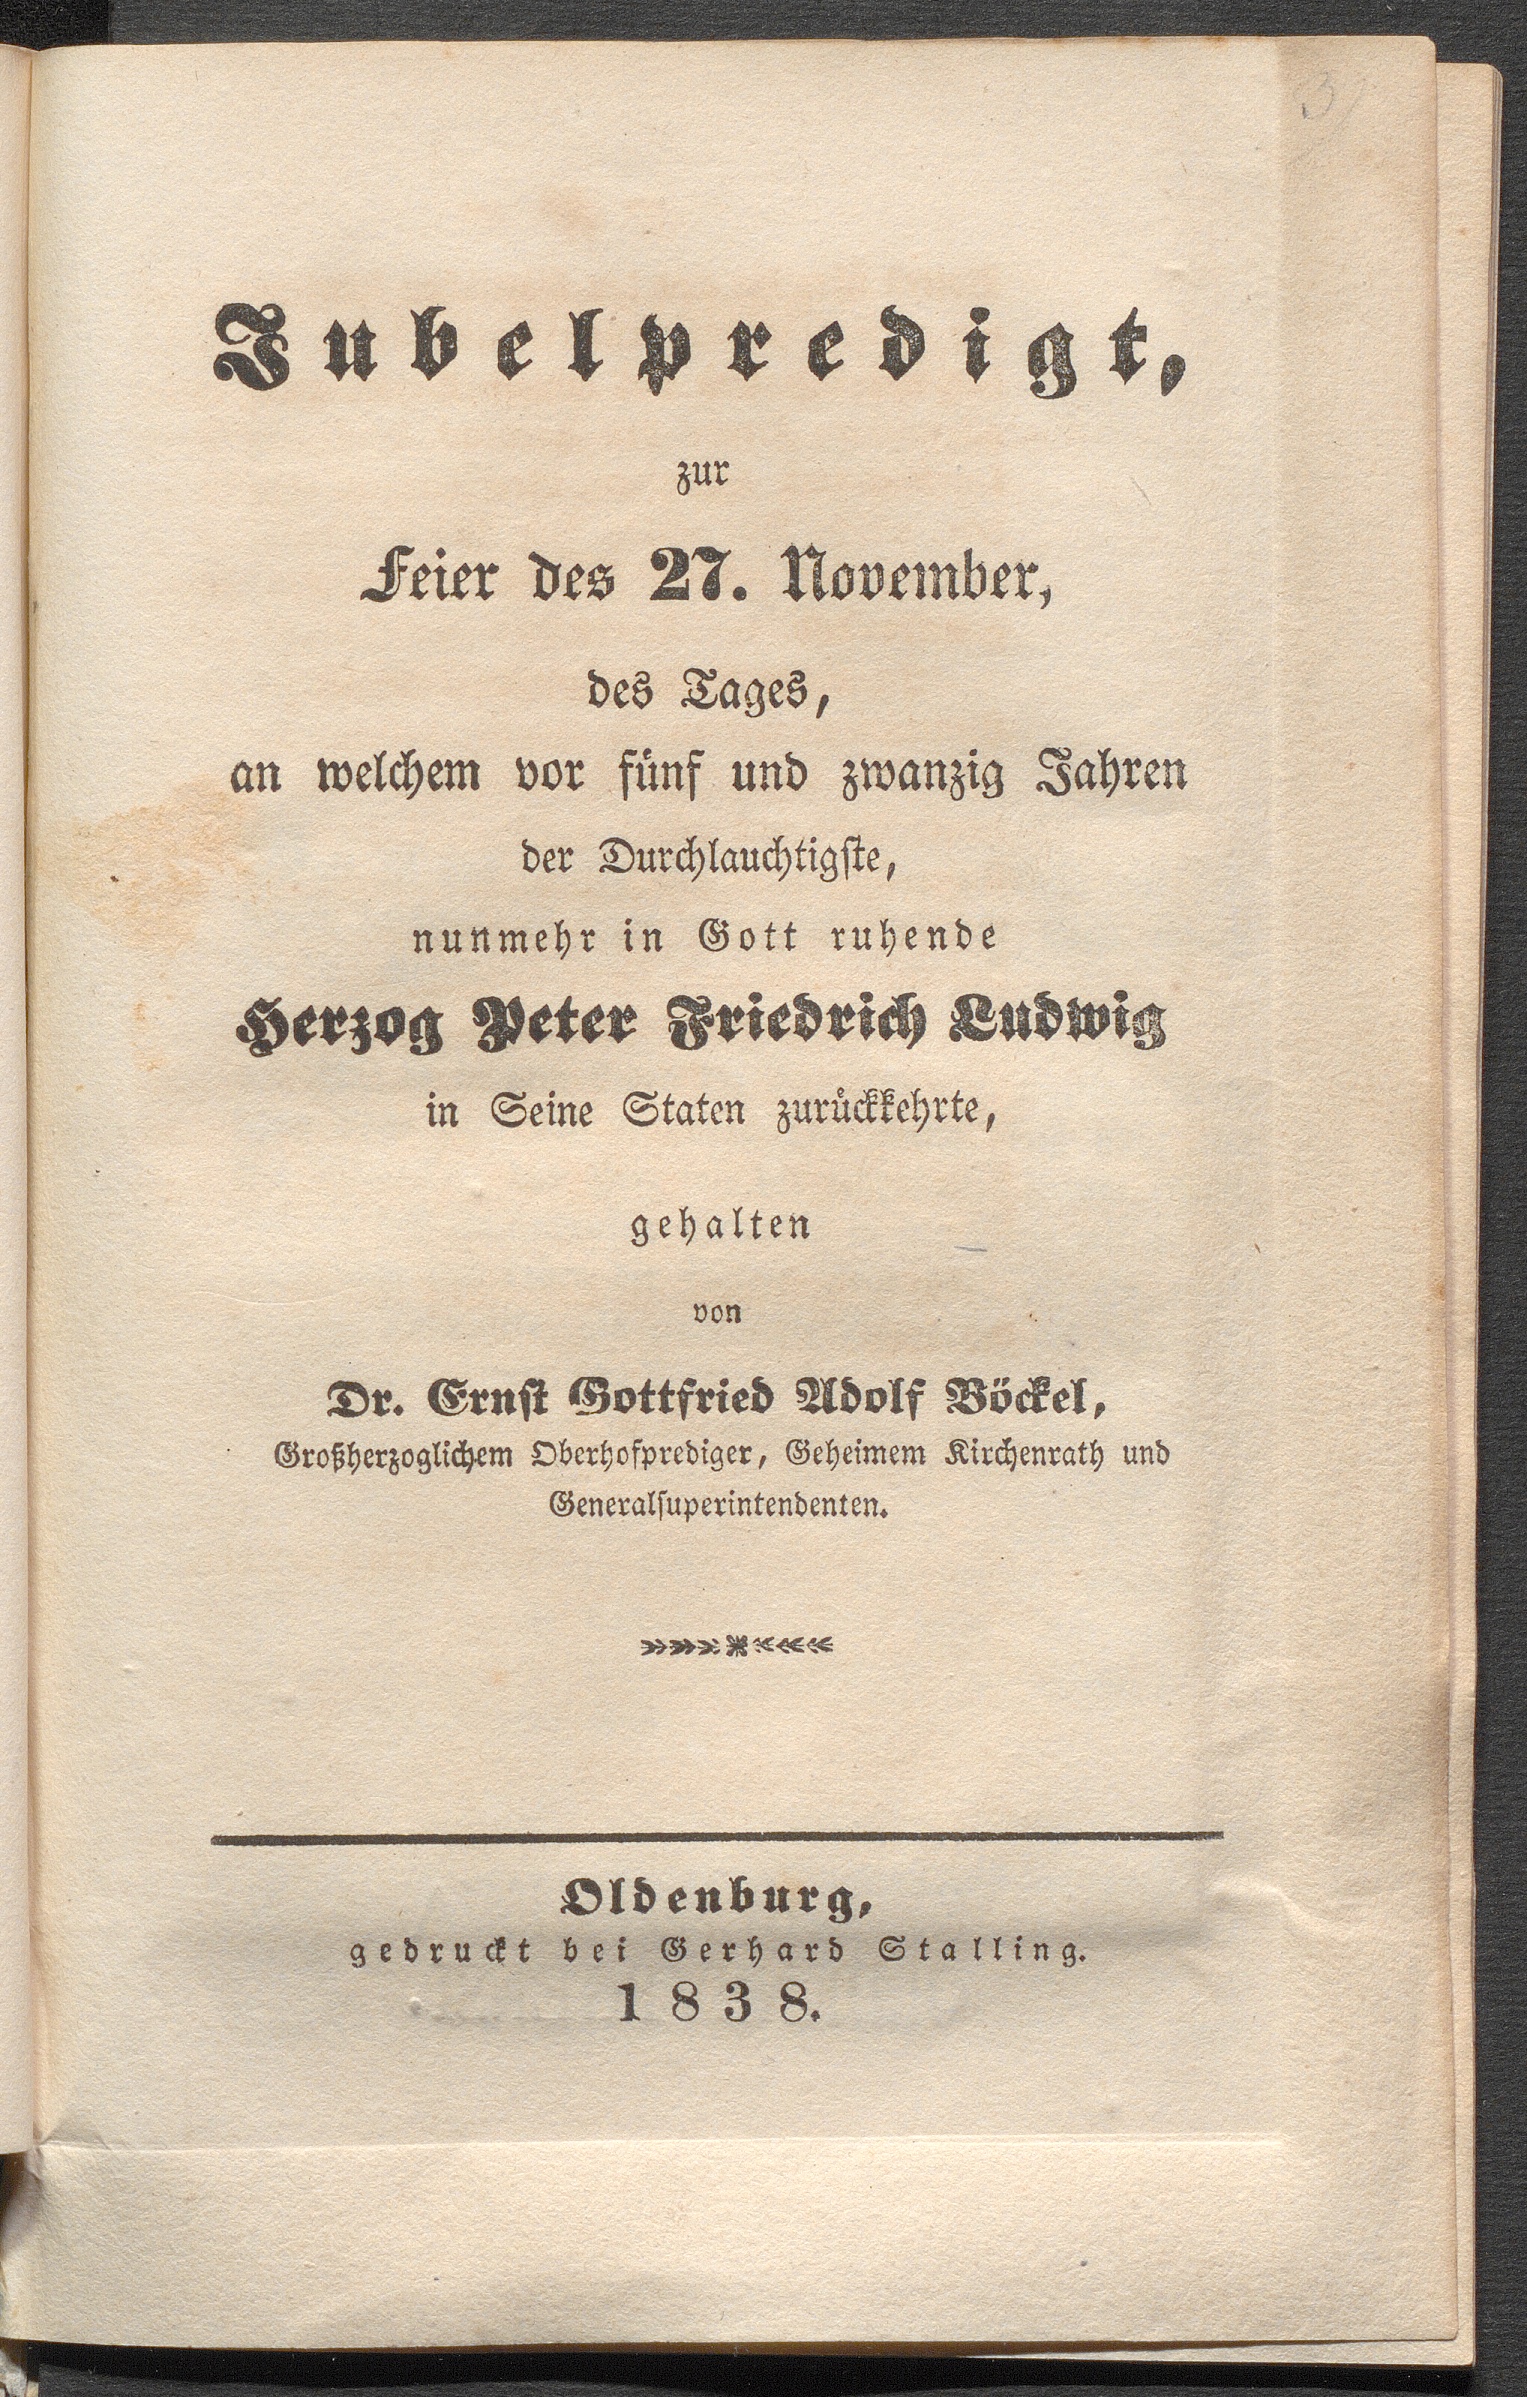 3)
Jubelpredigt,
zur
Feier des 27. November,
des Tages,
an welchem vor fünf und zwanzig Jahren
der Durchlauchtigste,
nunmehr in Gott ruhende
Herzog Peter Friedrich Ludwig
in Seine Staten zurückkehrte,
gehalten
von
Dr. Ernst Gottfried Adolf Böckel,
Großherzoglichem Oberhofprediger, Geheimem Kirchenrath und
Generalsuperintendenten.
Oldenburg,
gedruckt bei Gerhard Stalling.
1838.